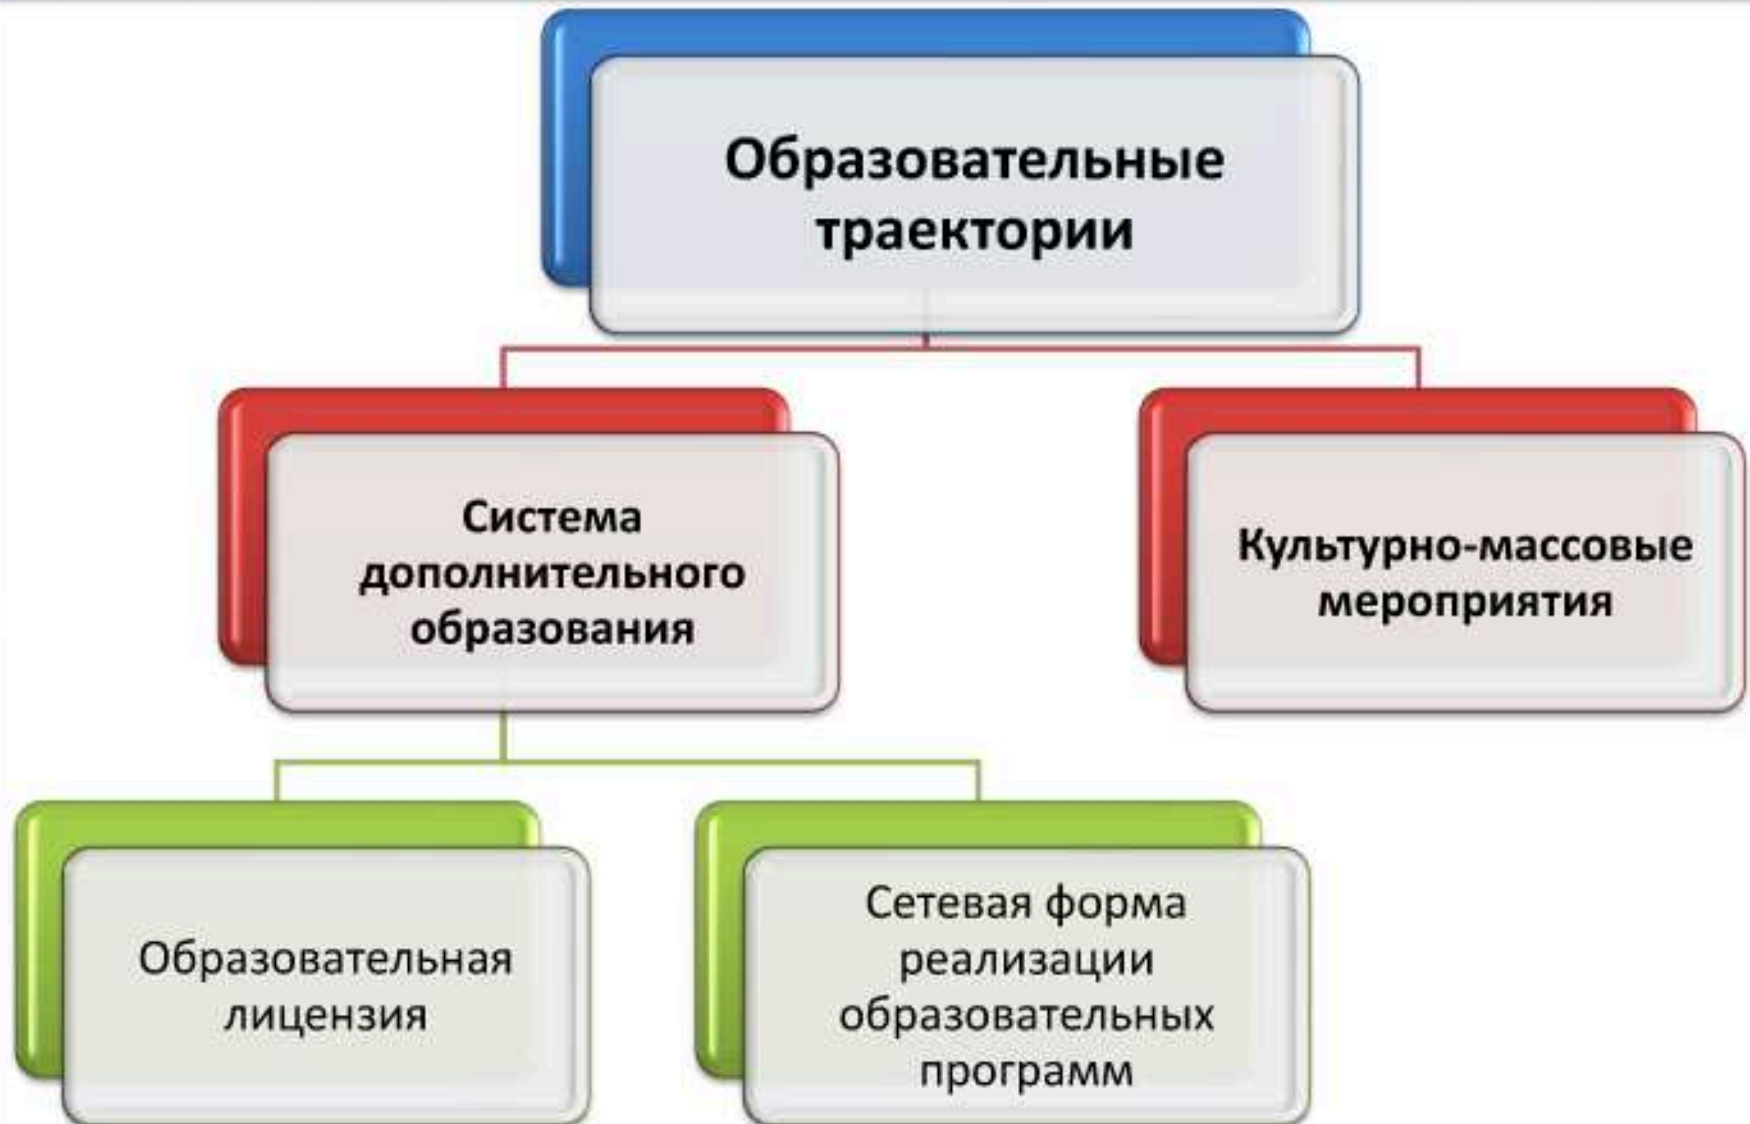 Образовательные
траектории
Система
дополнительного
образования
Культурно-массовые
мероприятия
Образовательная
лицензия
Сетевая форма
реализации
образовательных
программ